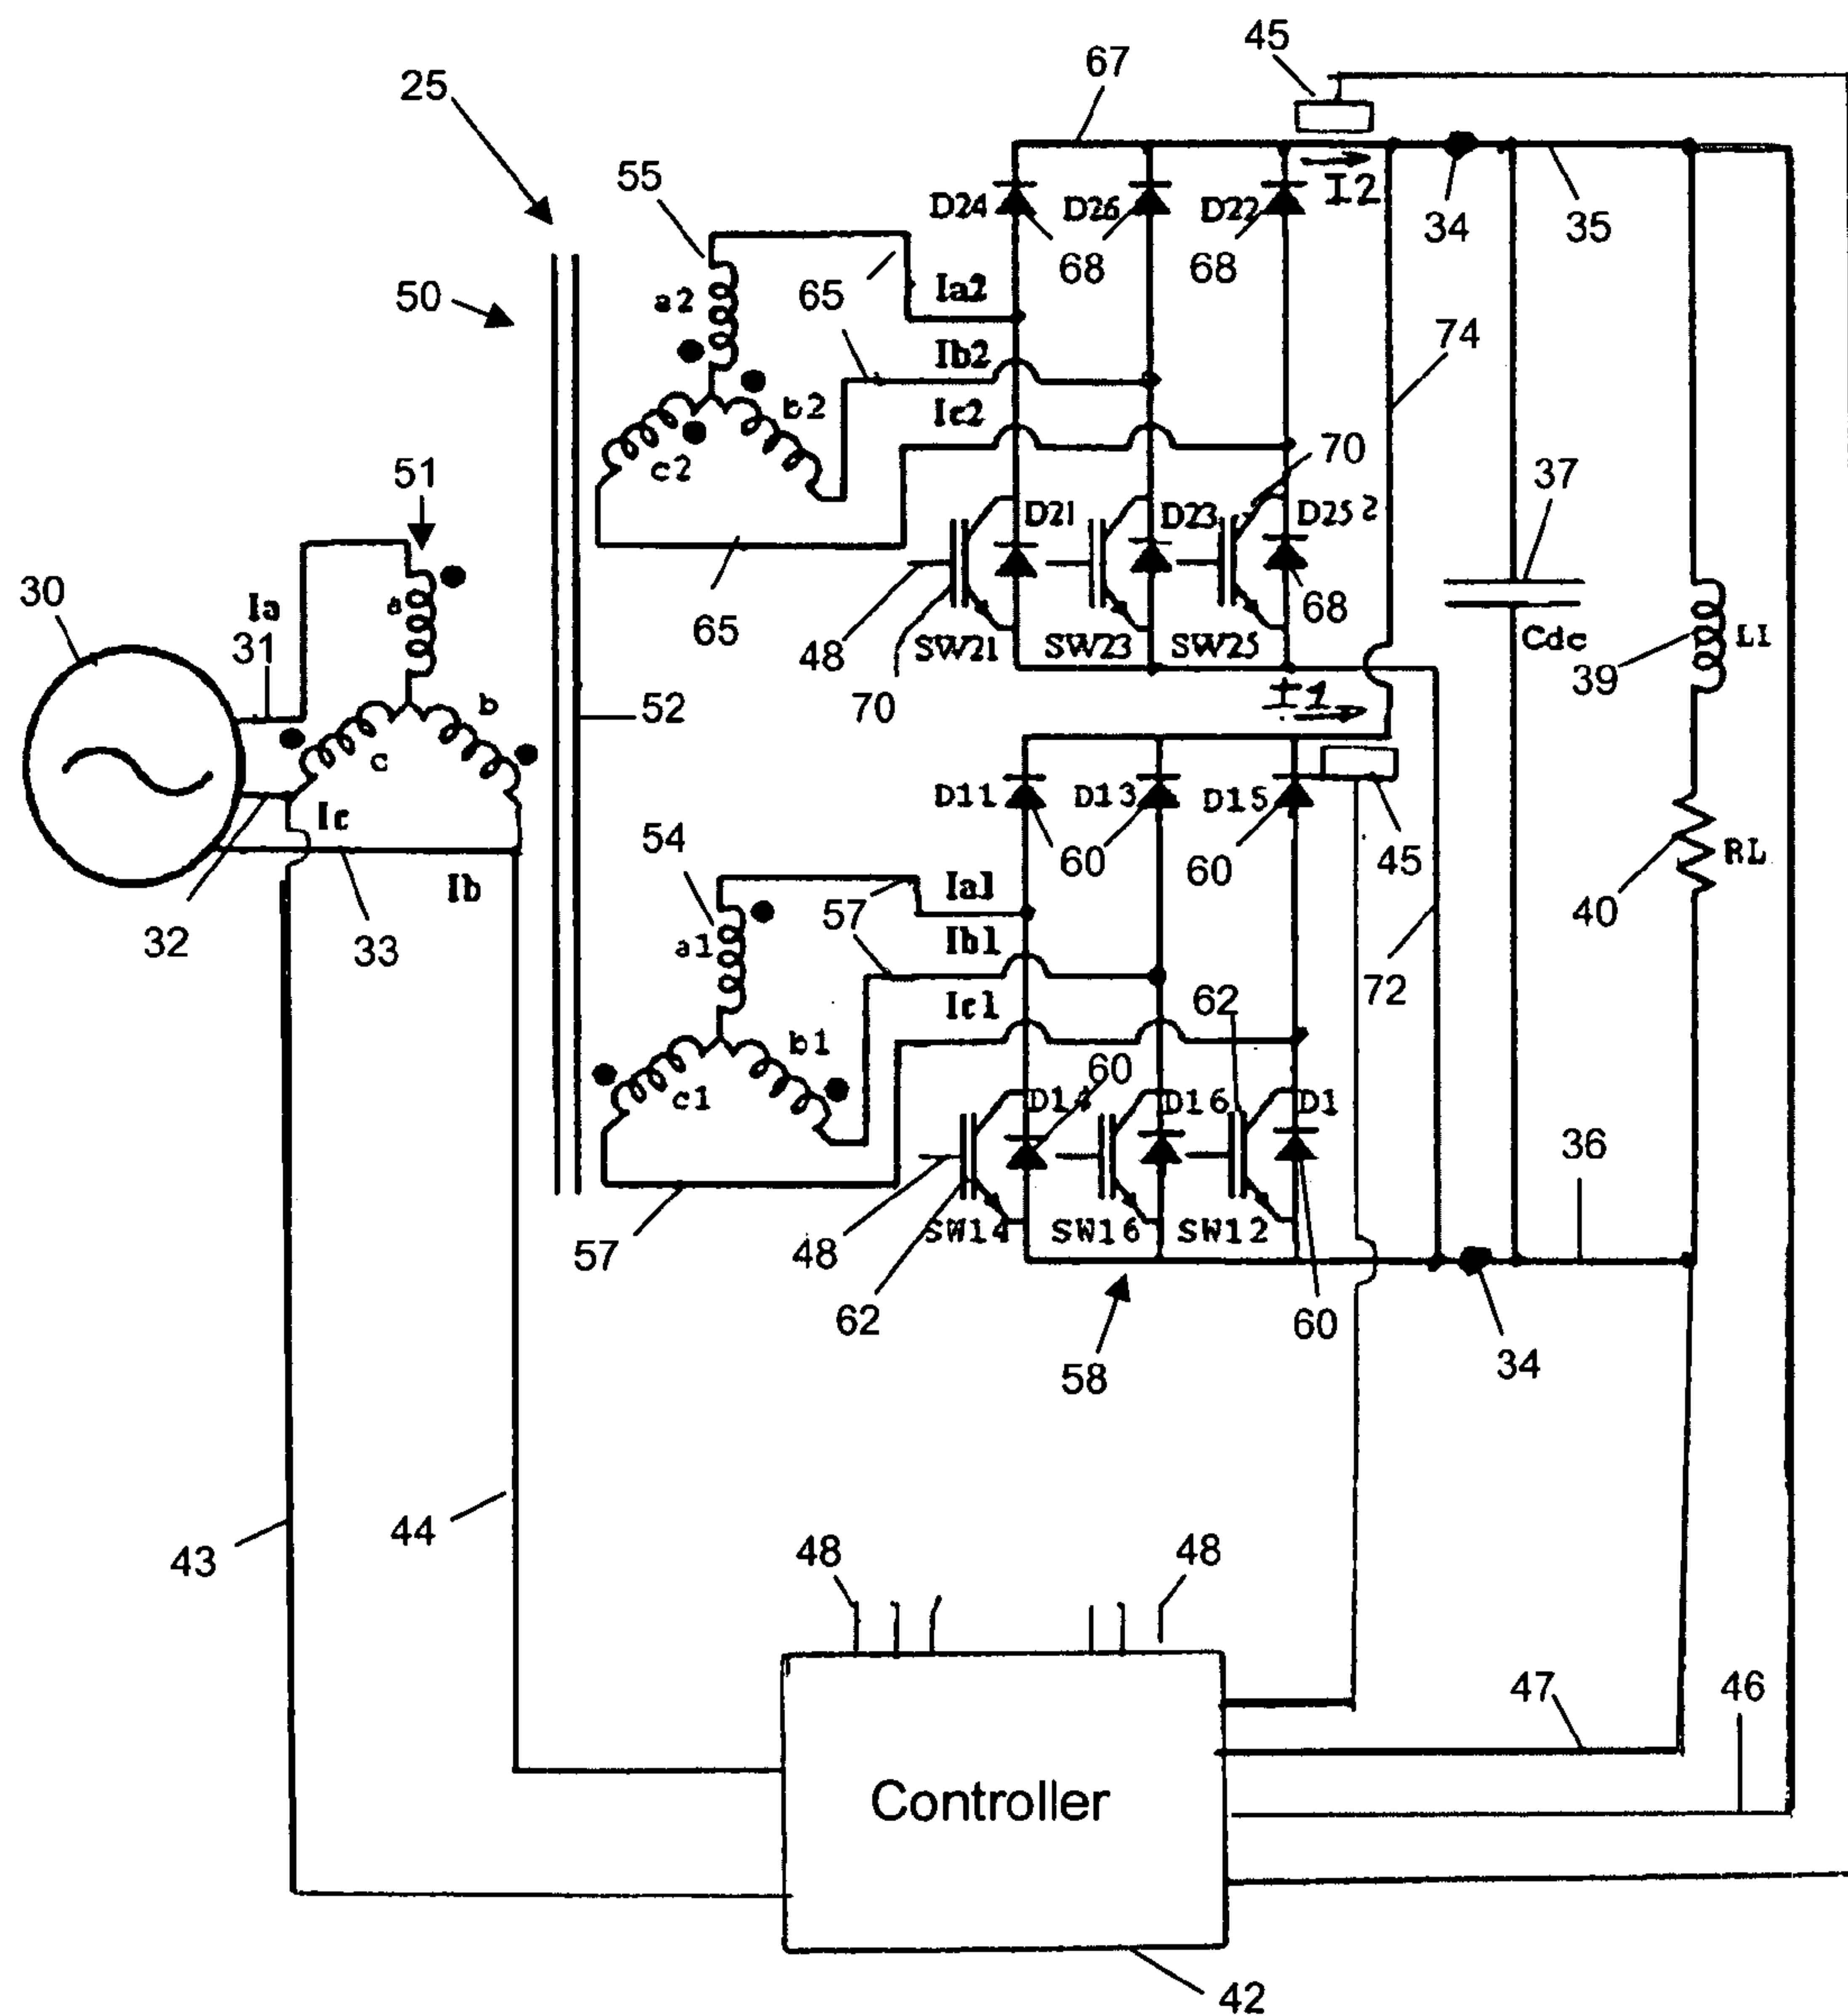 45
67
25
55
D24
D26
D22
I2
34
35
68
68
a2
65
Ia2
50
Ib2
b2
74
Ic2
c2
51
70
37
D21
D23
D25 2
30
Ia
a
31
65
48
SW21
SW23
SW25
68
Cdc
39
L1
70
I1
b
52
c
D11
D13
D15
Ic
54
60
60
45
RL
Ib
Ia1
40
32
33
57
a1
Ib1
72
Ic1
62
b1
60
c1
D14
D16
D1
36
57
48
SW14
SW16
SW12
62
58
60
34
44
43
48
48
47
46
Controller
42